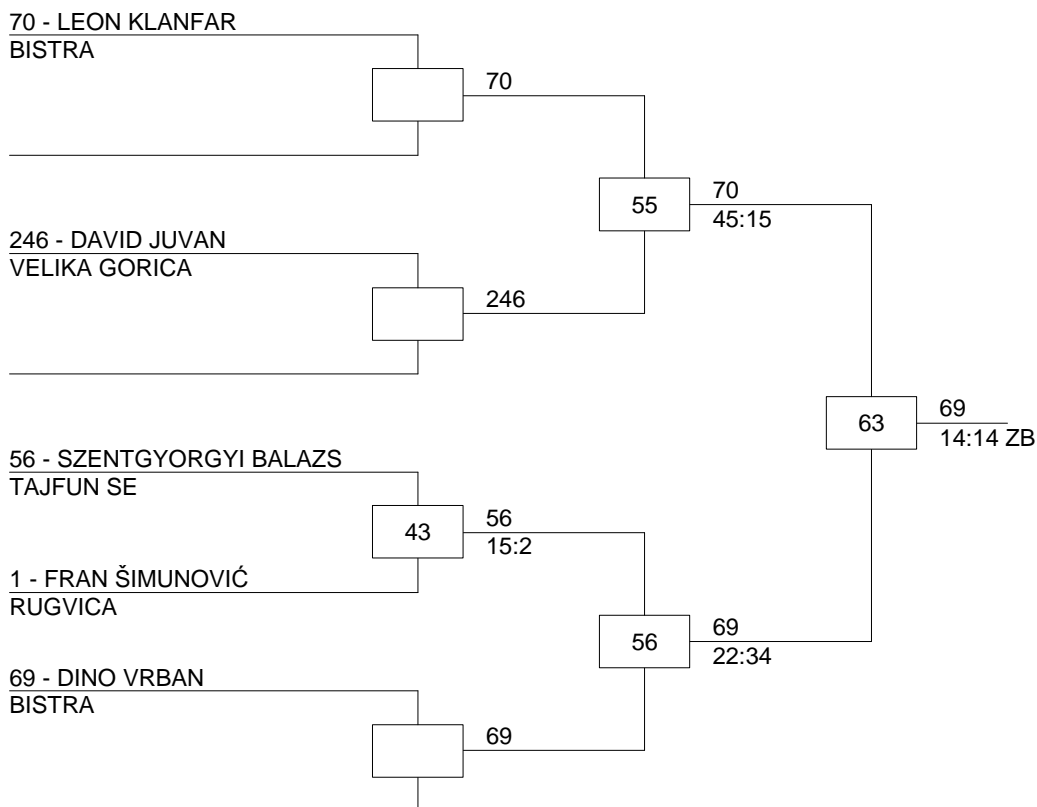 70 - LEON KLANFAR
BISTRA
70
55
70
45:15
246 - DAVID JUVAN
VELIKA GORICA
246
63
69
14:14 ZB
56 - SZENTGYORGYI BALAZS
TAJFUN SE
43
56
15:2
1 - FRAN ŠIMUNOVIĆ
RUGVICA
56
69
22:34
69 - DINO VRBAN
BISTRA
69